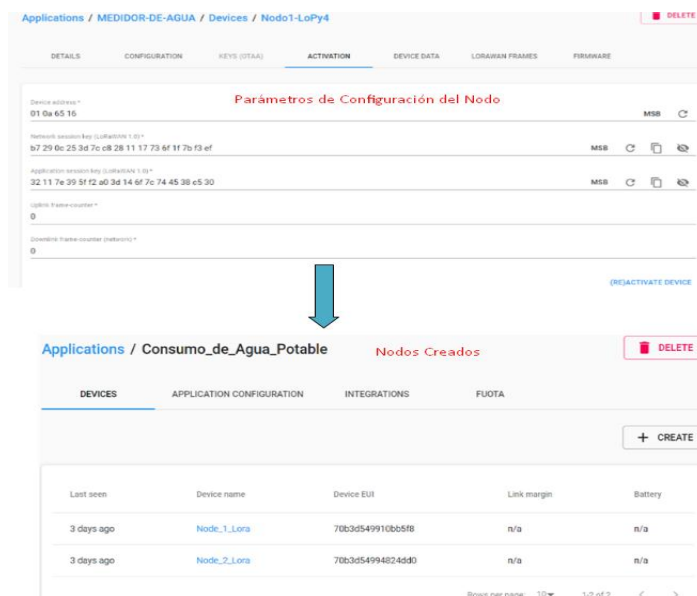 Applications / MEDIDOR-DE-AGUA / Devices / Nodo1-LoPy4
DELETE
DETAILS CONFIGURATION KEYS (OTAA) ACTIVATION DEVICE DATA LORAWAN FRAMES FIRMWARE
Parámetros de Configuración del Nodo
Device address *
01 0a 65 16 MSB
Network session key (LoRaWAN 1.0) *
b7 29 0c 25 3d 7c c8 28 11 17 73 6f 1f 7b f3 ef MSB
Application session key (LoRaWAN 1.0) *
32 11 7e 39 5f f2 a0 3d 14 6f 7c 74 45 38 c5 30 MSB
Uplink frame-counter *
0
Downlink frame-counter (network) *
0
(RE)ACTIVATE DEVICE
Applications / Consumo_de_Agua_Potable
Nodos Creados
DELETE
DEVICES APPLICATION CONFIGURATION INTEGRATIONS FUOTA
+ CREATE
Last seen Device name Device EUI Link margin Battery
3 days ago Node_1_Lora 70b3d549910bb5f8 n/a n/a
3 days ago Node_2_Lora 70b3d54994824dd0 n/a n/a
Rows per page: 10 1-2 of 2